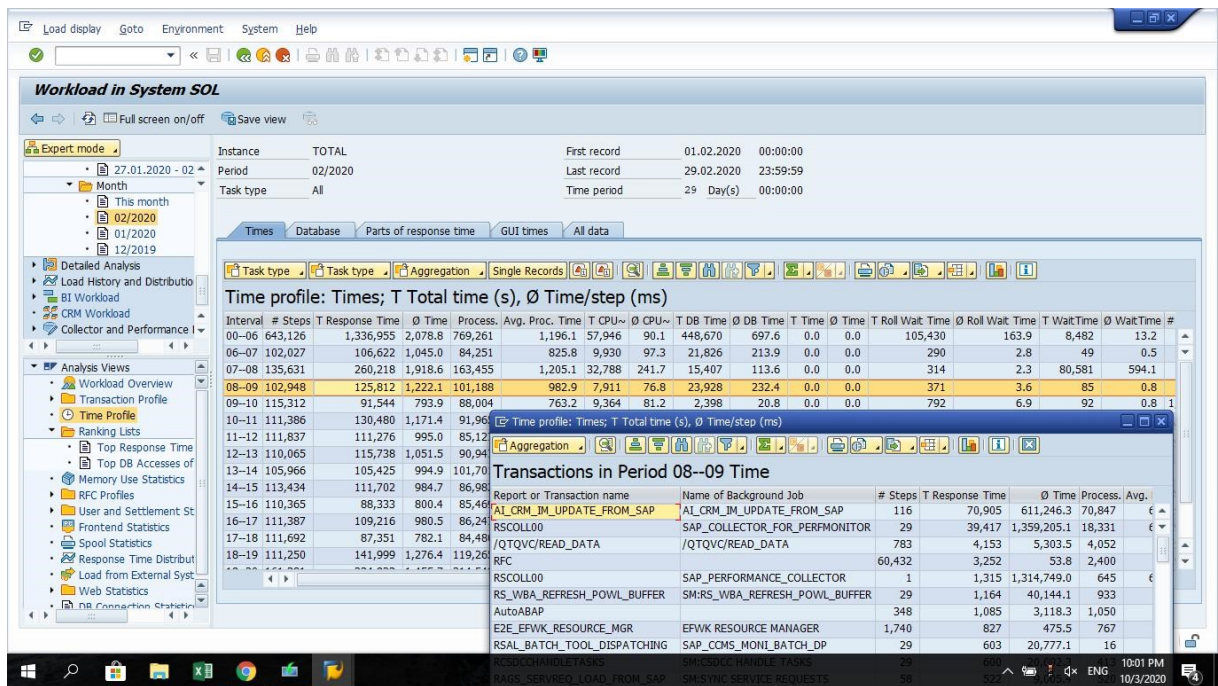 Load display Goto Environment System Help
Workload in System SOL
Full screen on/off Save view
Expert mode
27.01.2020 - 02
Month
This month
02/2020
01/2020
12/2019
Detailed Analysis
Load History and Distributio
BI Workload
CRM Workload
Collector and Performance
Analysis Views
Workload Overview
Transaction Profile
Time Profile
Ranking Lists
Top Response Time
Top DB Accesses of
Memory Use Statistics
RFC Profiles
User and Settlement St
Frontend Statistics
Spool Statistics
Response Time Distribut
Load from External Syst
Web Statistics
DB Connection Statistic
Instance TOTAL First record 01.02.2020 00:00:00
Period 02/2020 Last record 29.02.2020 23:59:59
Task type All Time period 29 Day(s) 00:00:00
Times Database Parts of response time GUI times All data
Task type Task type Aggregation Single Records
Time profile: Times; T Total time (s), Ø Time/step (ms)
Interval # Steps T Response Time Ø Time Process. Avg. Proc. Time T CPU~ Ø CPU~ T DB Time Ø DB Time T Time Ø Time T Roll Wait Time Ø Roll Wait Time T WaitTime Ø WaitTime #
00--06 643,126 1,336,955 2,078.8 769,261 1,196.1 57,946 90.1 448,670 697.6 0.0 0.0 105,430 163.9 8,482 13.2
06--07 102,027 106,622 1,045.0 84,251 825.8 9,930 97.3 21,826 213.9 0.0 0.0 290 2.8 49 0.5
07--08 135,631 260,218 1,918.6 163,455 1,205.1 32,788 241.7 15,407 113.6 0.0 0.0 314 2.3 80,581 594.1
08--09 102,948 125,812 1,222.1 101,188 982.9 7,911 76.8 23,928 232.4 0.0 0.0 371 3.6 85 0.8
09--10 115,312 91,544 793.9 88,004 763.2 9,364 81.2 2,398 20.8 0.0 0.0 792 6.9 92 0.8 1
10--11 111,386 130,480 1,171.4
11--12 111,837 111,276 995.0
12--13 110,065 115,738 1,051.5
13--14 105,966 105,425 994.9
14--15 113,434 111,702 984.7
15--16 110,365 88,333 800.4
16--17 111,387 109,216 980.5
17--18 111,692 87,351 782.1
18--19 111,250 141,999 1,276.4
Time profile: Times; T Total time (s), Ø Time/step (ms)
Aggregation
Transactions in Period 08--09 Time
Report or Transaction name Name of Background Job # Steps T Response Time Ø Time Process. Avg.
AI_CRM_IM_UPDATE_FROM_SAP AI_CRM_IM_UPDATE_FROM_SAP 116 70,905 611,246.3 70,847
RSCOLL00 SAP_COLLECTOR_FOR_PERFMONITOR 29 39,417 1,359,205.1 18,331
/QTQVC/READ_DATA /QTQVC/READ_DATA 783 4,153 5,303.5 4,052
RFC 60,432 3,252 53.8 2,400
RSCOLL00 SAP_PERFORMANCE_COLLECTOR 1 1,315 1,314,749.0 645
RS_WBA_REFRESH_POWL_BUFFER SM:RS_WBA_REFRESH_POWL_BUFFER 29 1,164 40,144.1 933
AutoABAP 348 1,085 3,118.3 1,050
E2E_EFWK_RESOURCE_MGR EFWK RESOURCE MANAGER 1,740 827 475.5 767
RSAL_BATCH_TOOL_DISPATCHING SAP_CCMS_MONI_BATCH_DP 29 603 20,777.1 16
RCSDCCHANDLETASKS SM:CSDCC HANDLE TASKS 29 600
RAGS_SERVREQ_LOAD_FROM_SAP SM:SYNC SERVICE REQUESTS 58 522
ENG 10:01 PM
10/3/2020